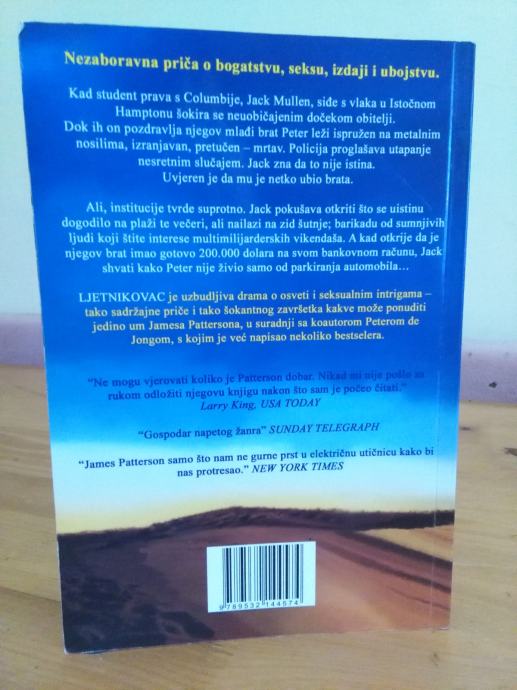 Nezaboravna priča o bogatstvu, seksu, izdaji i ubojstvu.
Kad student prava s Columbije, Jack Mullen, siđe s vlaka u Istočnom
Hamptonu šokira se neuobičajenim dočekom obitelji.
Dok ih on pozdravlja njegov mlađi brat Peter leži ispružen na metalnim
nosilima, izranjavan, pretučen – mrtav. Policija proglašava utapanje
nesretnim slučajem. Jack zna da to nije istina.
Uvjeren je da mu je netko ubio brata.
Ali, institucije tvrde suprotno. Jack pokušava otkriti što se uistinu
dogodilo na plaži te večeri, ali nailazi na zid šutnje; barikadu od sumnjivih
ljudi koji štite interese multimilijarderskih vikendaša. A kad otkrije da je
njegov brat imao gotovo 200.000 dolara na svom bankovnom računu, Jack
shvati kako Peter nije živio samo od parkiranja automobila…
LJETNIKOVAC je uzbudljiva drama o osveti i seksualnim intrigama –
tako sadržajne priče i tako šokantnog završetka kakve može ponuditi
jedino um Jamesa Pattersona, u suradnji sa koautorom Peterom de
Jongom, s kojim je već napisao nekoliko bestselera.
“Ne mogu vjerovati koliko je Patterson dobar. Nikad mi nije pošlo za
rukom odložiti njegovu knjigu nakon što sam je počeo čitati.”
Larry King, USA TODAY
“Gospodar napetog žanra” SUNDAY TELEGRAPH
“James Patterson samo što nam ne gurne prst u električnu utičnicu kako bi
nas protresao.” NEW YORK TIMES
9 789532 144574